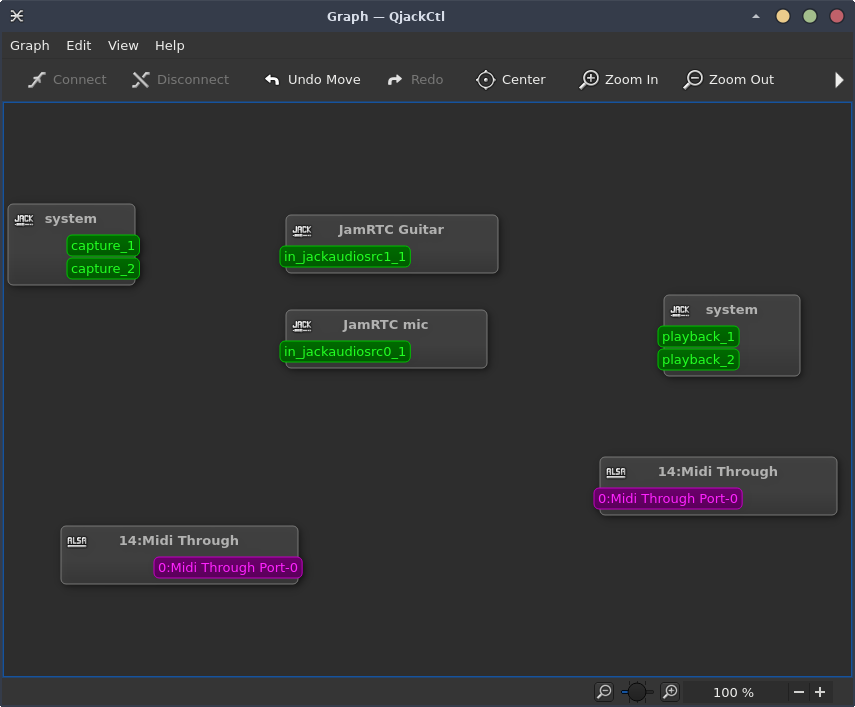 Graph — QjackCtl
Graph Edit View Help
Connect Disconnect Undo Move Redo Center Zoom In Zoom Out
JACK system
capture_1
capture_2
JACK JamRTC Guitar
in_jackaudiosrc1_1
JACK JamRTC mic
in_jackaudiosrc0_1
JACK system
playback_1
playback_2
ALSA 14:Midi Through
0:Midi Through Port-0
ALSA 14:Midi Through
0:Midi Through Port-0
100 %